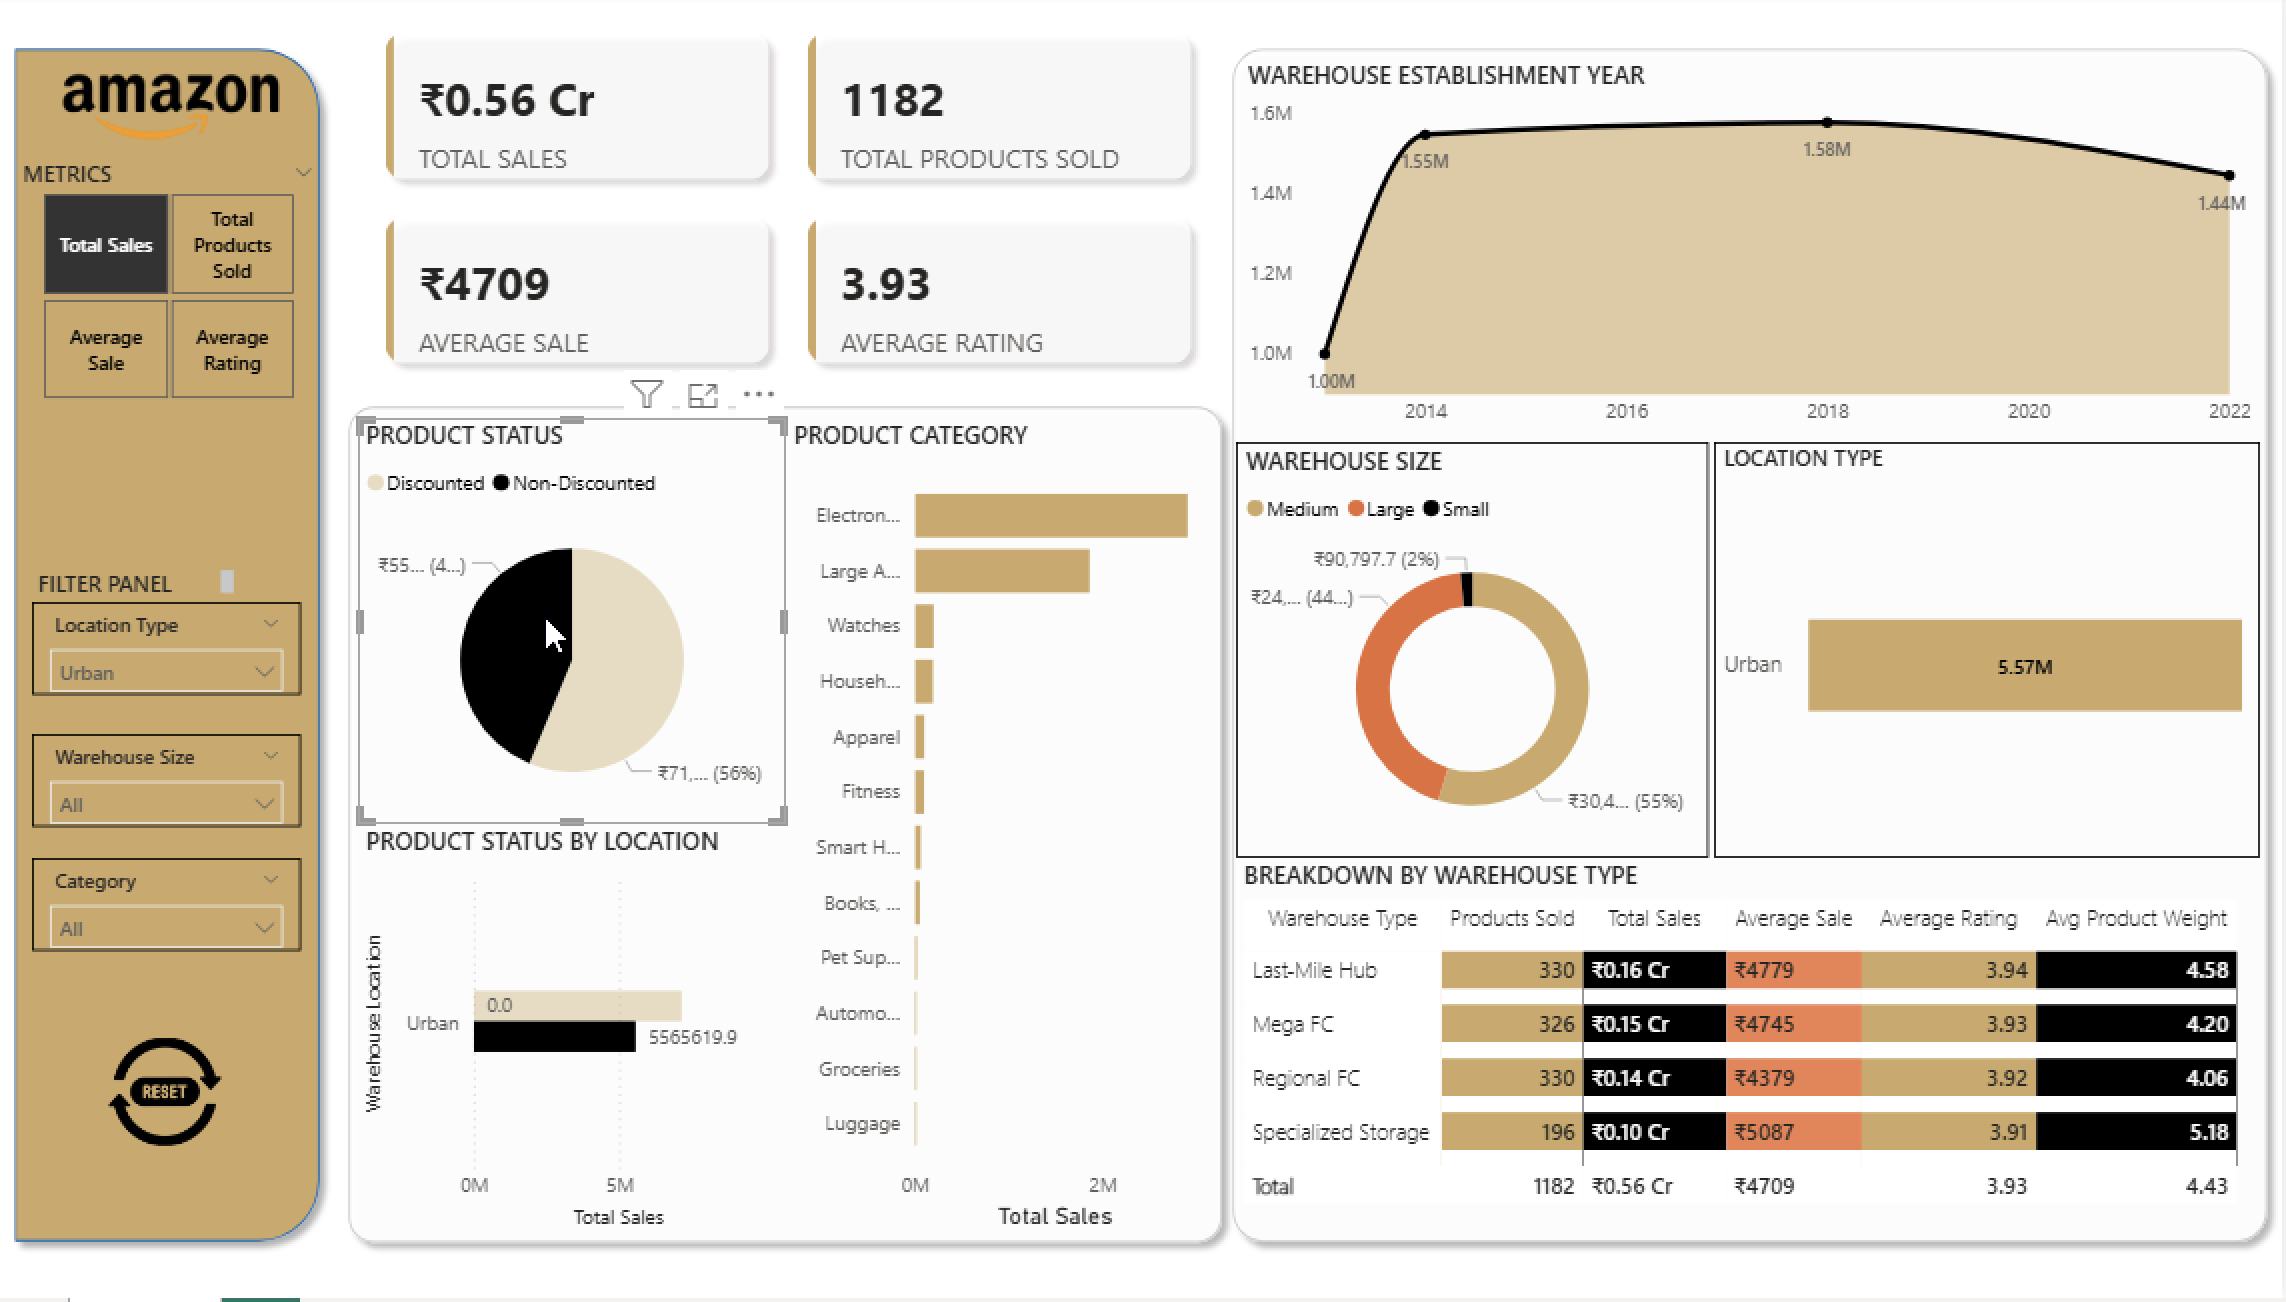 amazon
METRICS
Total Sales
Total Products Sold
Average Sale
Average Rating
FILTER PANEL
Location Type
Urban
Warehouse Size
All
Category
All
RESET
₹0.56 Cr
TOTAL SALES
1182
TOTAL PRODUCTS SOLD
₹4709
AVERAGE SALE
3.93
AVERAGE RATING
PRODUCT STATUS
Discounted Non-Discounted
₹55... (4...)
₹71,... (56%)
PRODUCT STATUS BY LOCATION
Warehouse Location
Urban
0.0
5565619.9
0M 5M
Total Sales
PRODUCT CATEGORY
Electron...
Large A...
Watches
Househ...
Apparel
Fitness
Smart H...
Books, ...
Pet Sup...
Automo...
Groceries
Luggage
0M 2M
Total Sales
WAREHOUSE ESTABLISHMENT YEAR
1.6M
1.4M
1.2M
1.0M
1.00M
1.55M
1.58M
1.44M
2014 2016 2018 2020 2022
WAREHOUSE SIZE
Medium Large Small
₹90,797.7 (2%)
₹24,... (44...)
₹30,4... (55%)
LOCATION TYPE
Urban
5.57M
BREAKDOWN BY WAREHOUSE TYPE
Warehouse Type Products Sold Total Sales Average Sale Average Rating Avg Product Weight
Last-Mile Hub 330 ₹0.16 Cr ₹4779 3.94 4.58
Mega FC 326 ₹0.15 Cr ₹4745 3.93 4.20
Regional FC 330 ₹0.14 Cr ₹4379 3.92 4.06
Specialized Storage 196 ₹0.10 Cr ₹5087 3.91 5.18
Total 1182 ₹0.56 Cr ₹4709 3.93 4.43